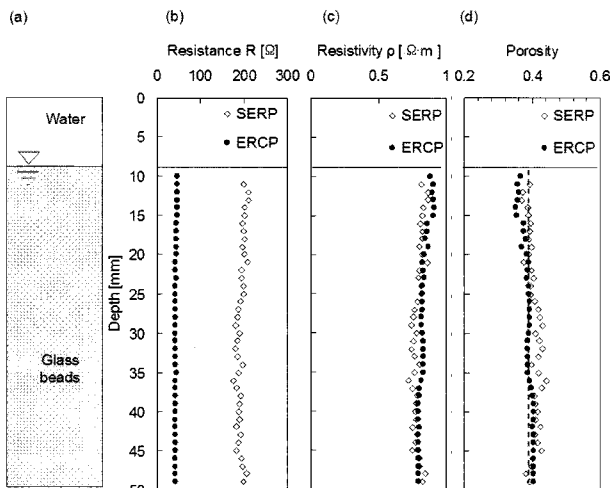 (a)
(b)
(c)
(d)
Resistance R [Ω]
Resistivity ρ [ Ω·m ]
Porosity
0 100 200 300
0 0.5 1
0.2 0.4 0.6
Water
Glass
beads
Depth [mm]
0
5
10
15
20
25
30
35
40
45
50
SERP
ERCP
SERP
ERCP
SERP
ERCP